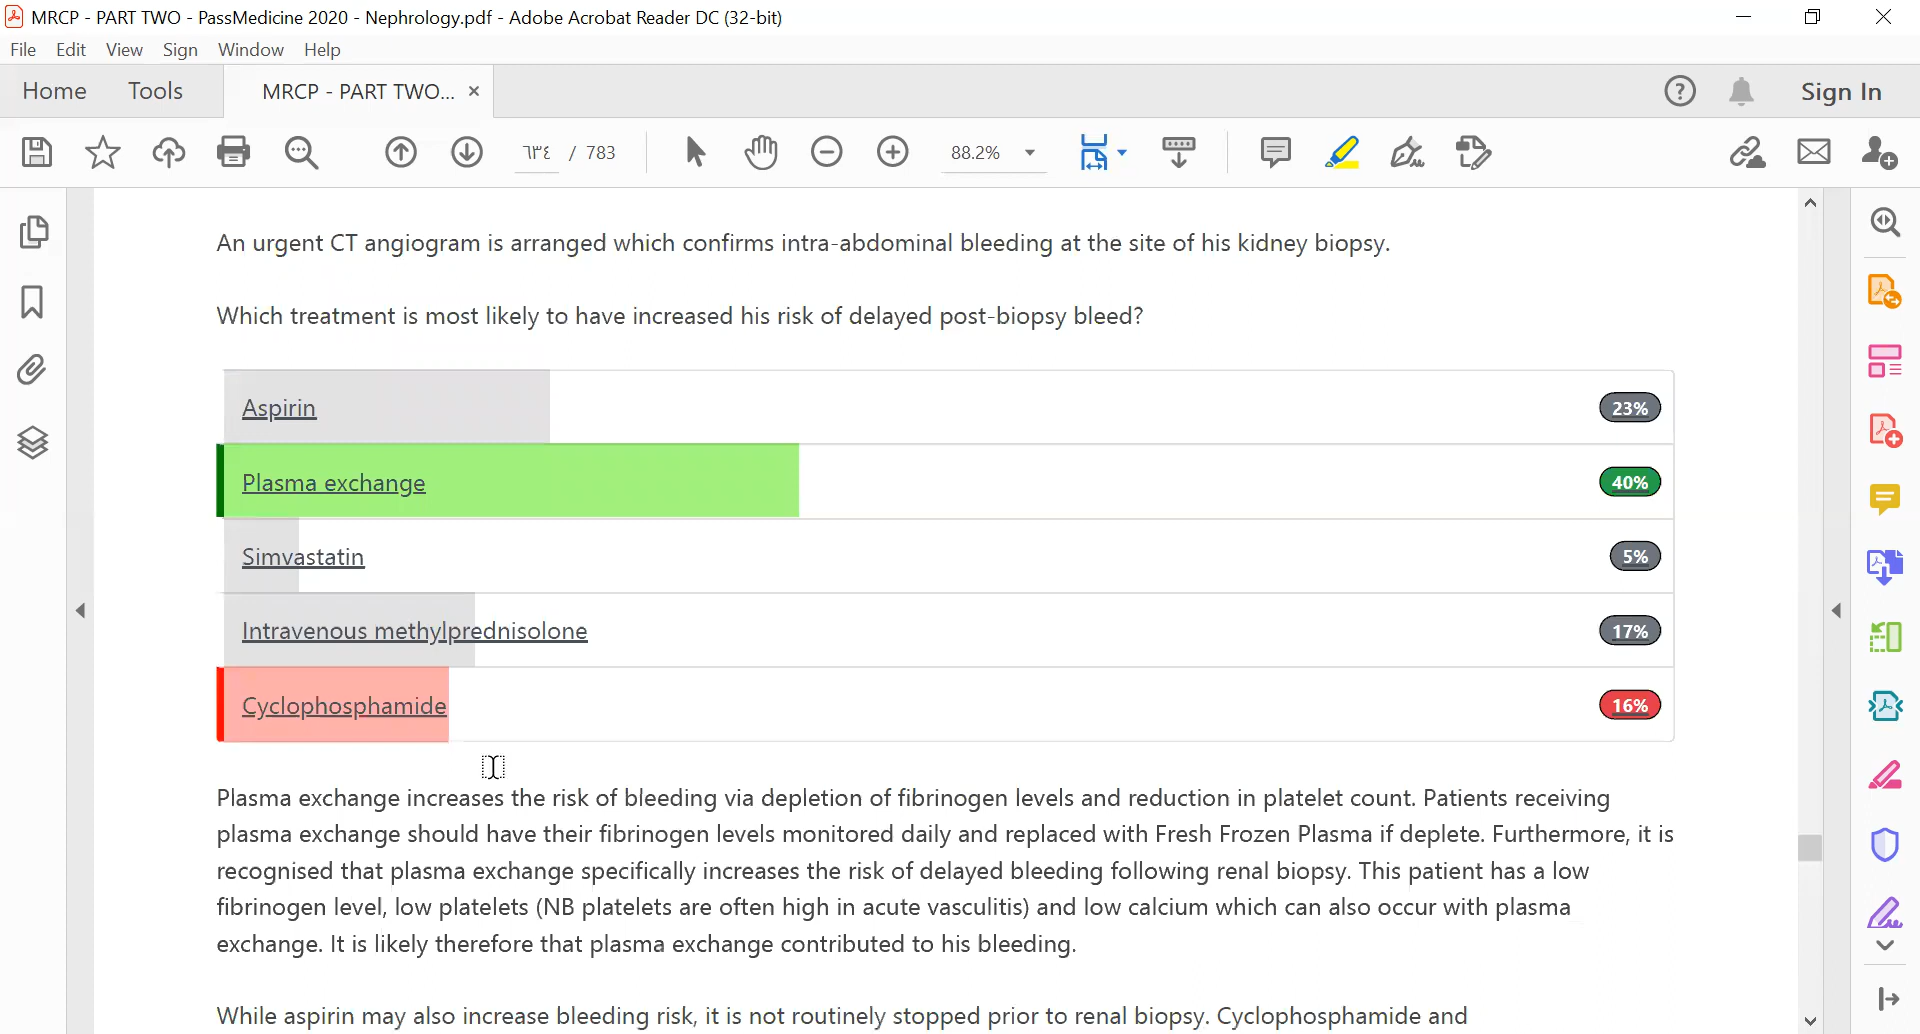 MRCP - PART TWO - PassMedicine 2020 - Nephrology.pdf - Adobe Acrobat Reader DC (32-bit)
File Edit View Sign Window Help
Home Tools MRCP - PART TWO... × Sign In
٦٣٤ / 783 88.2%
An urgent CT angiogram is arranged which confirms intra-abdominal bleeding at the site of his kidney biopsy.
Which treatment is most likely to have increased his risk of delayed post-biopsy bleed?
Aspirin 23%
Plasma exchange 40%
Simvastatin 5%
Intravenous methylprednisolone 17%
Cyclophosphamide 16%
Plasma exchange increases the risk of bleeding via depletion of fibrinogen levels and reduction in platelet count. Patients receiving
plasma exchange should have their fibrinogen levels monitored daily and replaced with Fresh Frozen Plasma if deplete. Furthermore, it is
recognised that plasma exchange specifically increases the risk of delayed bleeding following renal biopsy. This patient has a low
fibrinogen level, low platelets (NB platelets are often high in acute vasculitis) and low calcium which can also occur with plasma
exchange. It is likely therefore that plasma exchange contributed to his bleeding.
While aspirin may also increase bleeding risk, it is not routinely stopped prior to renal biopsy. Cyclophosphamide and